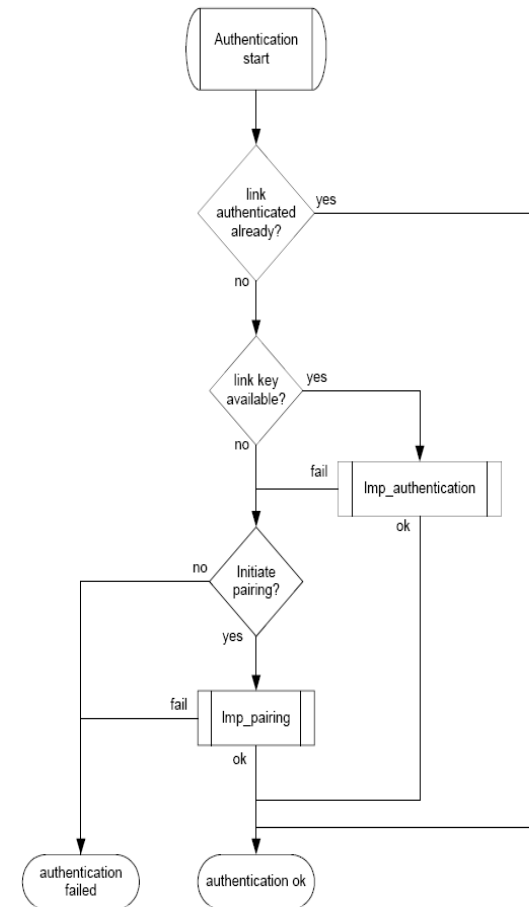 Authentication
start
link
authenticated
already?
yes
no
link key
available?
yes
no
fail
lmp_authentication
ok
no
Initiate
pairing?
yes
fail
lmp_pairing
ok
authentication
failed
authentication ok